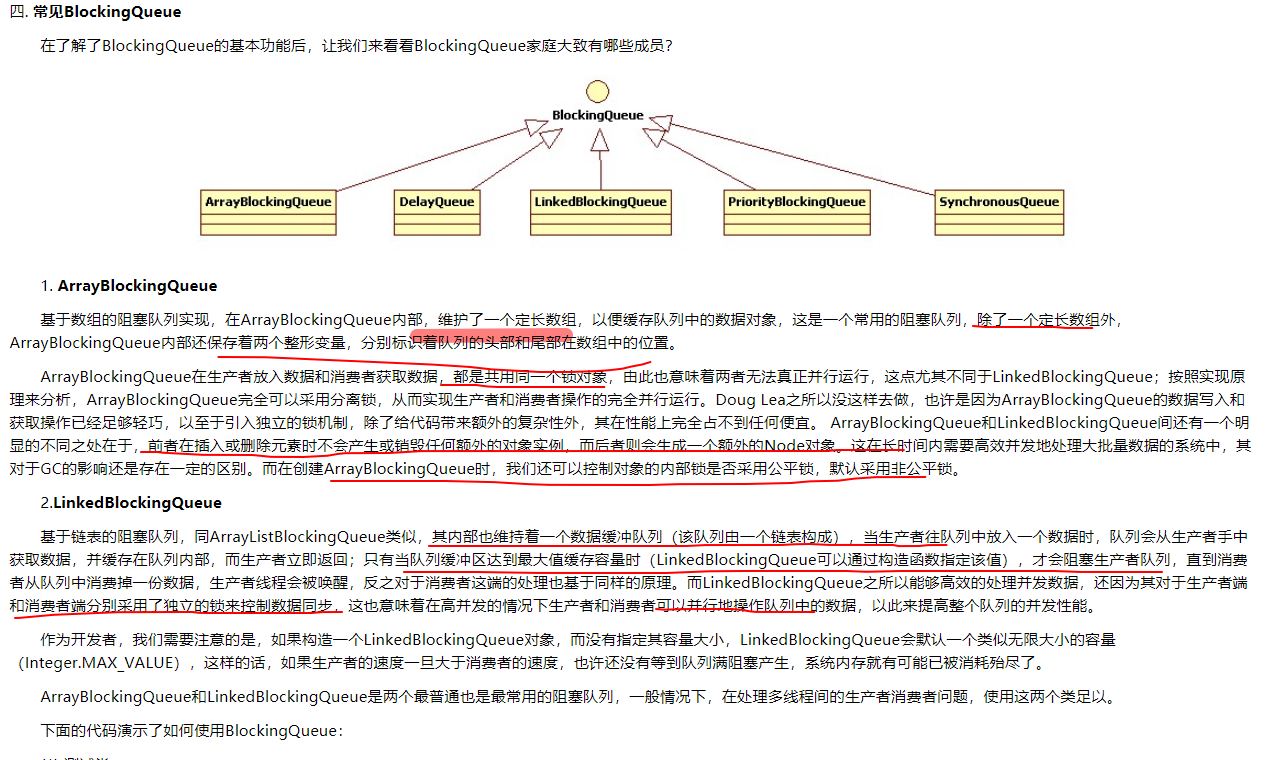 四. 常见BlockingQueue
在了解了BlockingQueue的基本功能后，让我们来看看BlockingQueue家庭大致有哪些成员？
BlockingQueue
ArrayBlockingQueue
DelayQueue
LinkedBlockingQueue
PriorityBlockingQueue
SynchronousQueue
1. ArrayBlockingQueue
基于数组的阻塞队列实现，在ArrayBlockingQueue内部，维护了一个定长数组，以便缓存队列中的数据对象，这是一个常用的阻塞队列，除了一个定长数组外，
ArrayBlockingQueue内部还保存着两个整形变量，分别标识着队列的头部和尾部在数组中的位置。
ArrayBlockingQueue在生产者放入数据和消费者获取数据，都是共用同一个锁对象，由此也意味着两者无法真正并行运行，这点尤其不同于LinkedBlockingQueue；按照实现原
理来分析，ArrayBlockingQueue完全可以采用分离锁，从而实现生产者和消费者操作的完全并行运行。Doug Lea之所以没这样去做，也许是因为ArrayBlockingQueue的数据写入和
获取操作已经足够轻巧，以至于引入独立的锁机制，除了给代码带来额外的复杂性外，其在性能上完全占不到任何便宜。 ArrayBlockingQueue和LinkedBlockingQueue间还有一个明
显的不同之处在于，前者在插入或删除元素时不会产生或销毁任何额外的对象实例，而后者则会生成一个额外的Node对象。这在长时间内需要高效并发地处理大批量数据的系统中，其
对于GC的影响还是存在一定的区别。而在创建ArrayBlockingQueue时，我们还可以控制对象的内部锁是否采用公平锁，默认采用非公平锁。
2.LinkedBlockingQueue
基于链表的阻塞队列，同ArrayListBlockingQueue类似，其内部也维持着一个数据缓冲队列（该队列由一个链表构成），当生产者往队列中放入一个数据时，队列会从生产者手中
获取数据，并缓存在队列内部，而生产者立即返回；只有当队列缓冲区达到最大值缓存容量时（LinkedBlockingQueue可以通过构造函数指定该值），才会阻塞生产者队列，直到消费
者从队列中消费掉一份数据，生产者线程会被唤醒，反之对于消费者这端的处理也基于同样的原理。而LinkedBlockingQueue之所以能够高效的处理并发数据，还因为其对于生产者端
和消费者端分别采用了独立的锁来控制数据同步，这也意味着在高并发的情况下生产者和消费者可以并行地操作队列中的数据，以此来提高整个队列的并发性能。
作为开发者，我们需要注意的是，如果构造一个LinkedBlockingQueue对象，而没有指定其容量大小，LinkedBlockingQueue会默认一个类似无限大小的容量
（Integer.MAX_VALUE），这样的话，如果生产者的速度一旦大于消费者的速度，也许还没有等到队列满阻塞产生，系统内存就有可能已被消耗殆尽了。
ArrayBlockingQueue和LinkedBlockingQueue是两个最普通也是最常用的阻塞队列，一般情况下，在处理多线程间的生产者消费者问题，使用这两个类足以。
下面的代码演示了如何使用BlockingQueue：